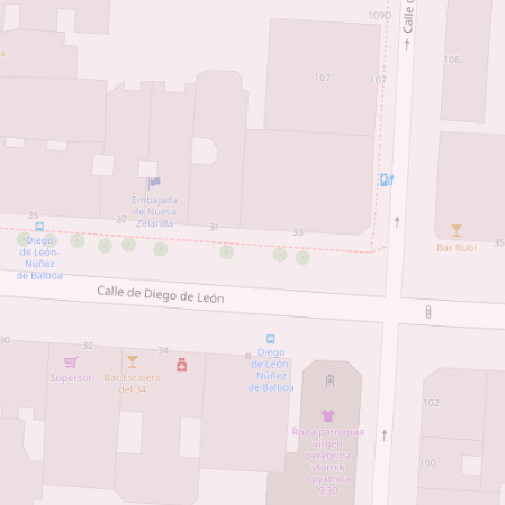 1090
Calle d
106
107
107
a
Embajada
de Nueva
Zelanda
25
27
31
33
35
Diego
de León-
Núñez
de Balboa
Bar Rubí
Calle de Diego de León
30
32
34
Supersol
Bar Escalera
del 34
Diego
de León
Núñez
de Balboa
102
100
Ropa parroquia
virgen
peregrina
vtornik
i pyatnica
9:30